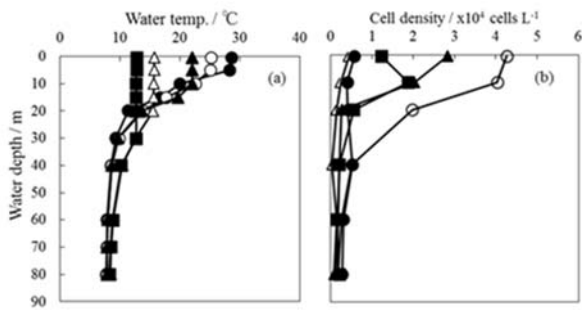 Water temp. / °C
Cell density / x10⁴ cells L⁻¹
0 10 20 30 40
0 1 2 3 4 5 6
Water depth / m
0
10
20
30
40
50
60
70
80
90
(a)
(b)